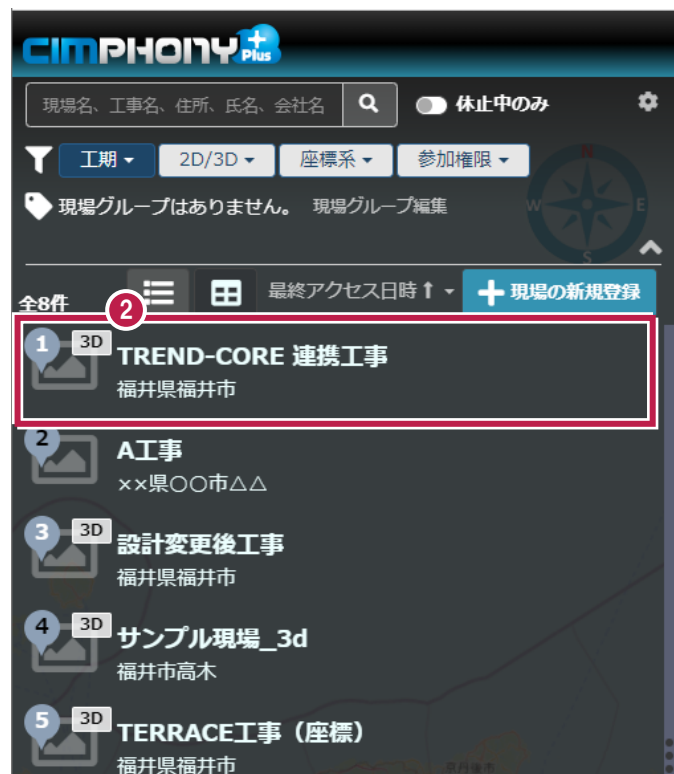 CIMPHONY Plus
現場名、工事名、住所、氏名、会社名 休止中のみ
工期 2D/3D 座標系 参加権限
現場グループはありません。 現場グループ編集
N
W E
S
全8件 最終アクセス日時↑ 現場の新規登録
2
1 3D TREND-CORE 連携工事
福井県福井市
2 A工事
××県〇〇市△△
3 3D 設計変更後工事
福井県福井市
4 3D サンプル現場_3d
福井市高木
5 3D TERRACE工事（座標）
福井県福井市